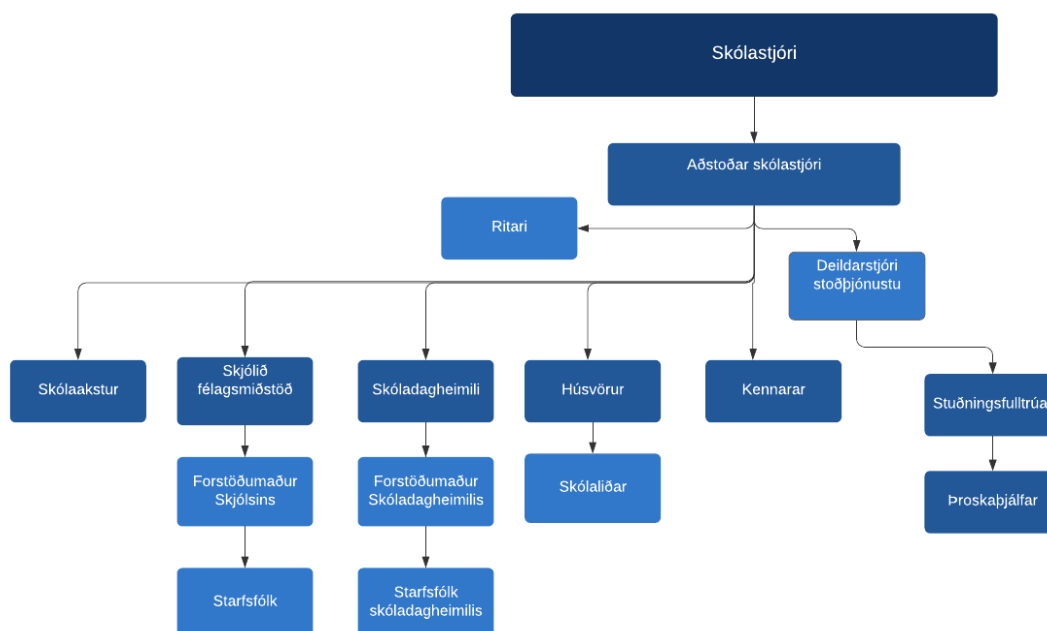 Skólastjóri
Aðstoðar skólastjóri
Ritari
Deildarstjóri
stoðþjónustu
Skólaakstur
Skjólið
félagsmiðstöð
Skóladagheimili
Húsvörur
Kennarar
Stuðningsfulltrúa
Forstöðumaður
Skjólsins
Forstöðumaður
Skóladagheimilis
Skólaliðar
Þroskaþjálfar
Starfsfólk
Starfsfólk
skóladagheimilis